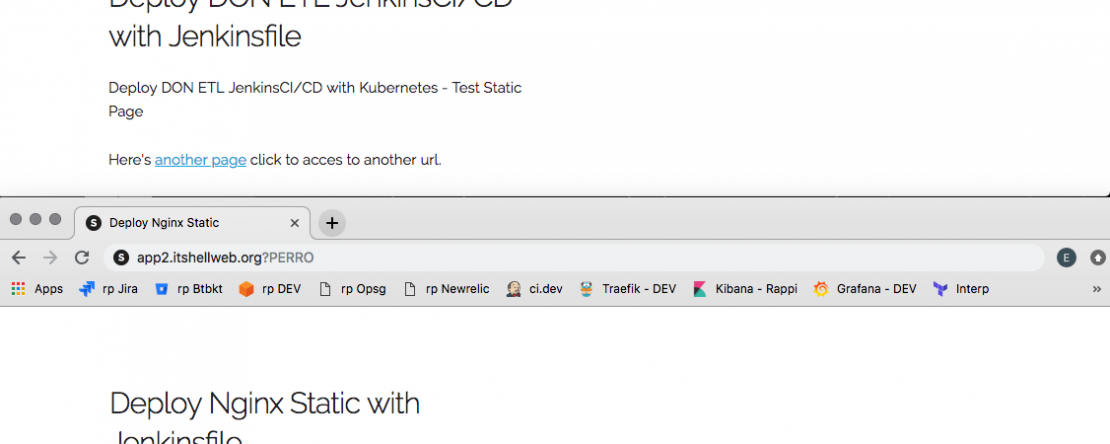 Deploy DON ETL JenkinsCI/CD
with Jenkinsfile
Deploy DON ETL JenkinsCI/CD with Kubernetes - Test Static
Page
Here's another page click to acces to another url.
S Deploy Nginx Static
S app2.itshellweb.org?PERRO E
Apps rp Jira rp Btbkt rp DEV rp Opsg rp Newrelic ci.dev Traefik - DEV Kibana - Rappi Grafana - DEV Interp »
Deploy Nginx Static with
Jenkinsfile